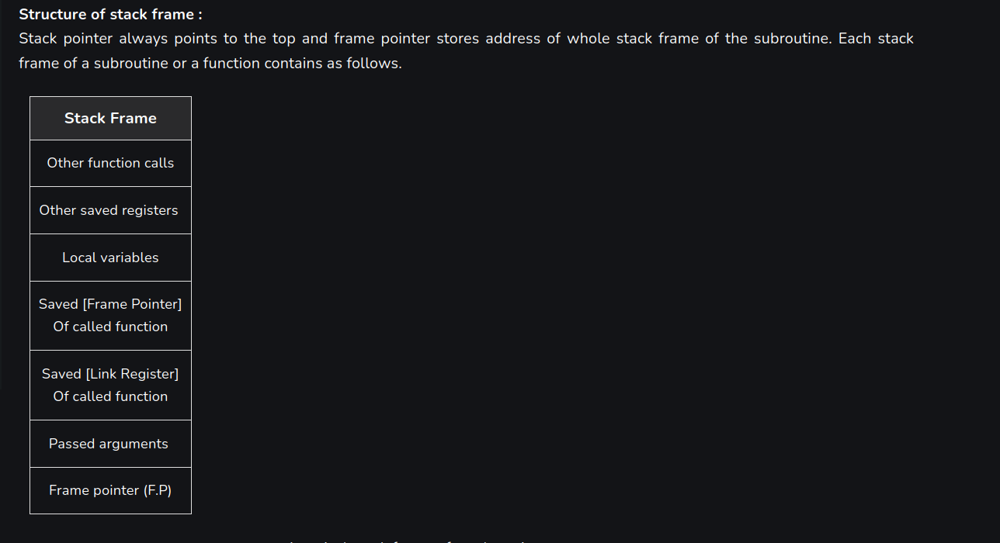 Structure of stack frame :
Stack pointer always points to the top and frame pointer stores address of whole stack frame of the subroutine. Each stack
frame of a subroutine or a function contains as follows.
Stack Frame
Other function calls
Other saved registers
Local variables
Saved [Frame Pointer]
Of called function
Saved [Link Register]
Of called function
Passed arguments
Frame pointer (F.P)